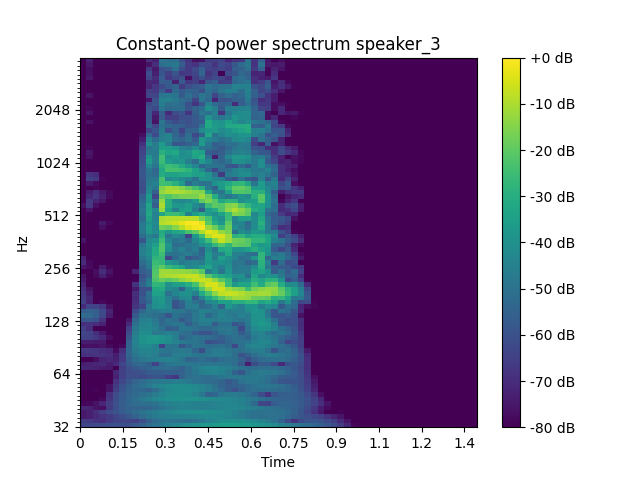 Constant-Q power spectrum speaker_3
Hz
2048
1024
512
256
128
64
32
0 0.15 0.3 0.45 0.6 0.75 0.9 1.1 1.2 1.4
Time
+0 dB
-10 dB
-20 dB
-30 dB
-40 dB
-50 dB
-60 dB
-70 dB
-80 dB